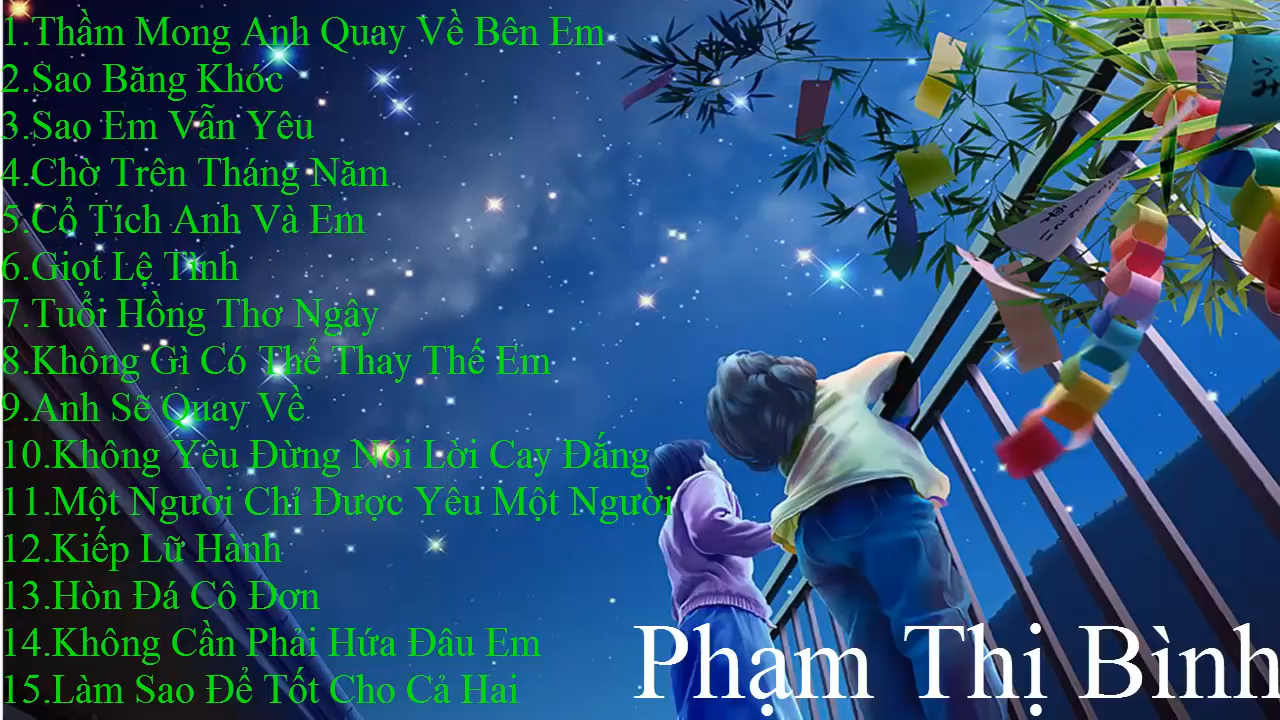 1.Thầm Mong Anh Quay Về Bên Em
2.Sao Băng Khóc
3.Sao Em Vẫn Yêu
4.Chờ Trên Tháng Năm
5.Cổ Tích Anh Và Em
6.Giọt Lệ Tình
7.Tuổi Hồng Thơ Ngây
8.Không Gì Có Thể Thay Thế Em
9.Anh Sẽ Quay Về
10.Không Yêu Đừng Nói Lời Cay Đắng
11.Một Người Chỉ Được Yêu Một Người
12.Kiếp Lữ Hành
13.Hòn Đá Cô Đơn
14.Không Cần Phải Hứa Đâu Em
15.Làm Sao Để Tốt Cho Cả Hai
Phạm Thị Bình